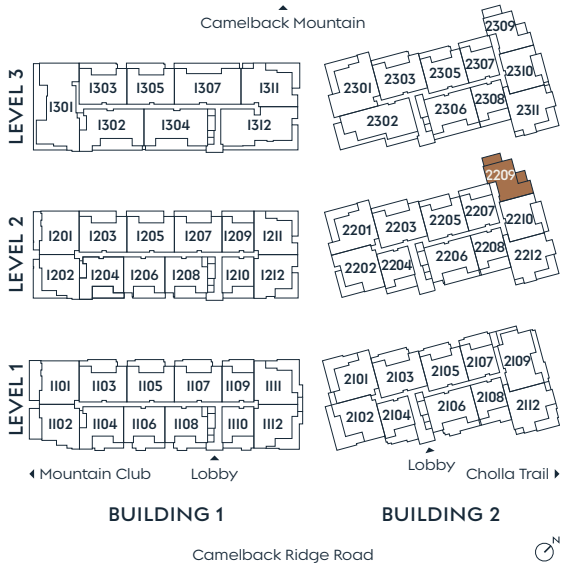 Camelback Mountain
LEVEL 3
1301 1303 1305 1307 1311
1302 1304 1312
2301 2303 2305 2307 2309 2310
2302 2306 2308 2311
LEVEL 2
1201 1203 1205 1207 1209 1211
1202 1204 1206 1208 1210 1212
2201 2203 2205 2207 2209 2210
2202 2204 2206 2208 2212
LEVEL 1
1101 1103 1105 1107 1109 1111
1102 1104 1106 1108 1110 1112
2101 2103 2105 2107 2109
2102 2104 2106 2108 2112
Mountain Club Lobby
Lobby Cholla Trail
BUILDING 1 BUILDING 2
Camelback Ridge Road
N